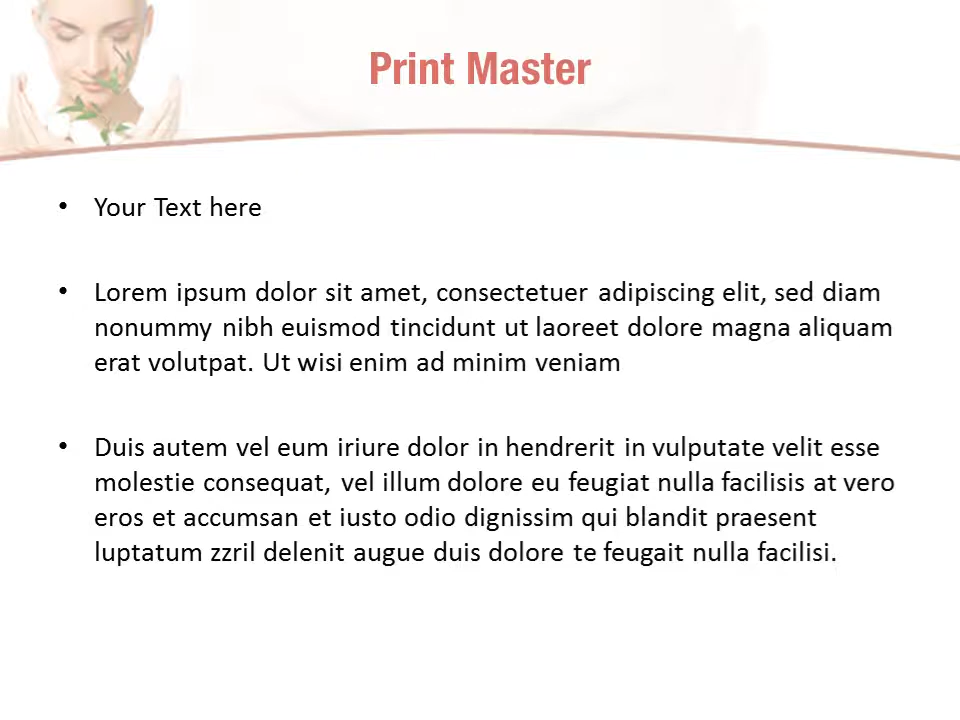 Print Master
• Your Text here
• Lorem ipsum dolor sit amet, consectetuer adipiscing elit, sed diam
nonummy nibh euismod tincidunt ut laoreet dolore magna aliquam
erat volutpat. Ut wisi enim ad minim veniam
• Duis autem vel eum iriure dolor in hendrerit in vulputate velit esse
molestie consequat, vel illum dolore eu feugiat nulla facilisis at vero
eros et accumsan et iusto odio dignissim qui blandit praesent
luptatum zzril delenit augue duis dolore te feugait nulla facilisi.